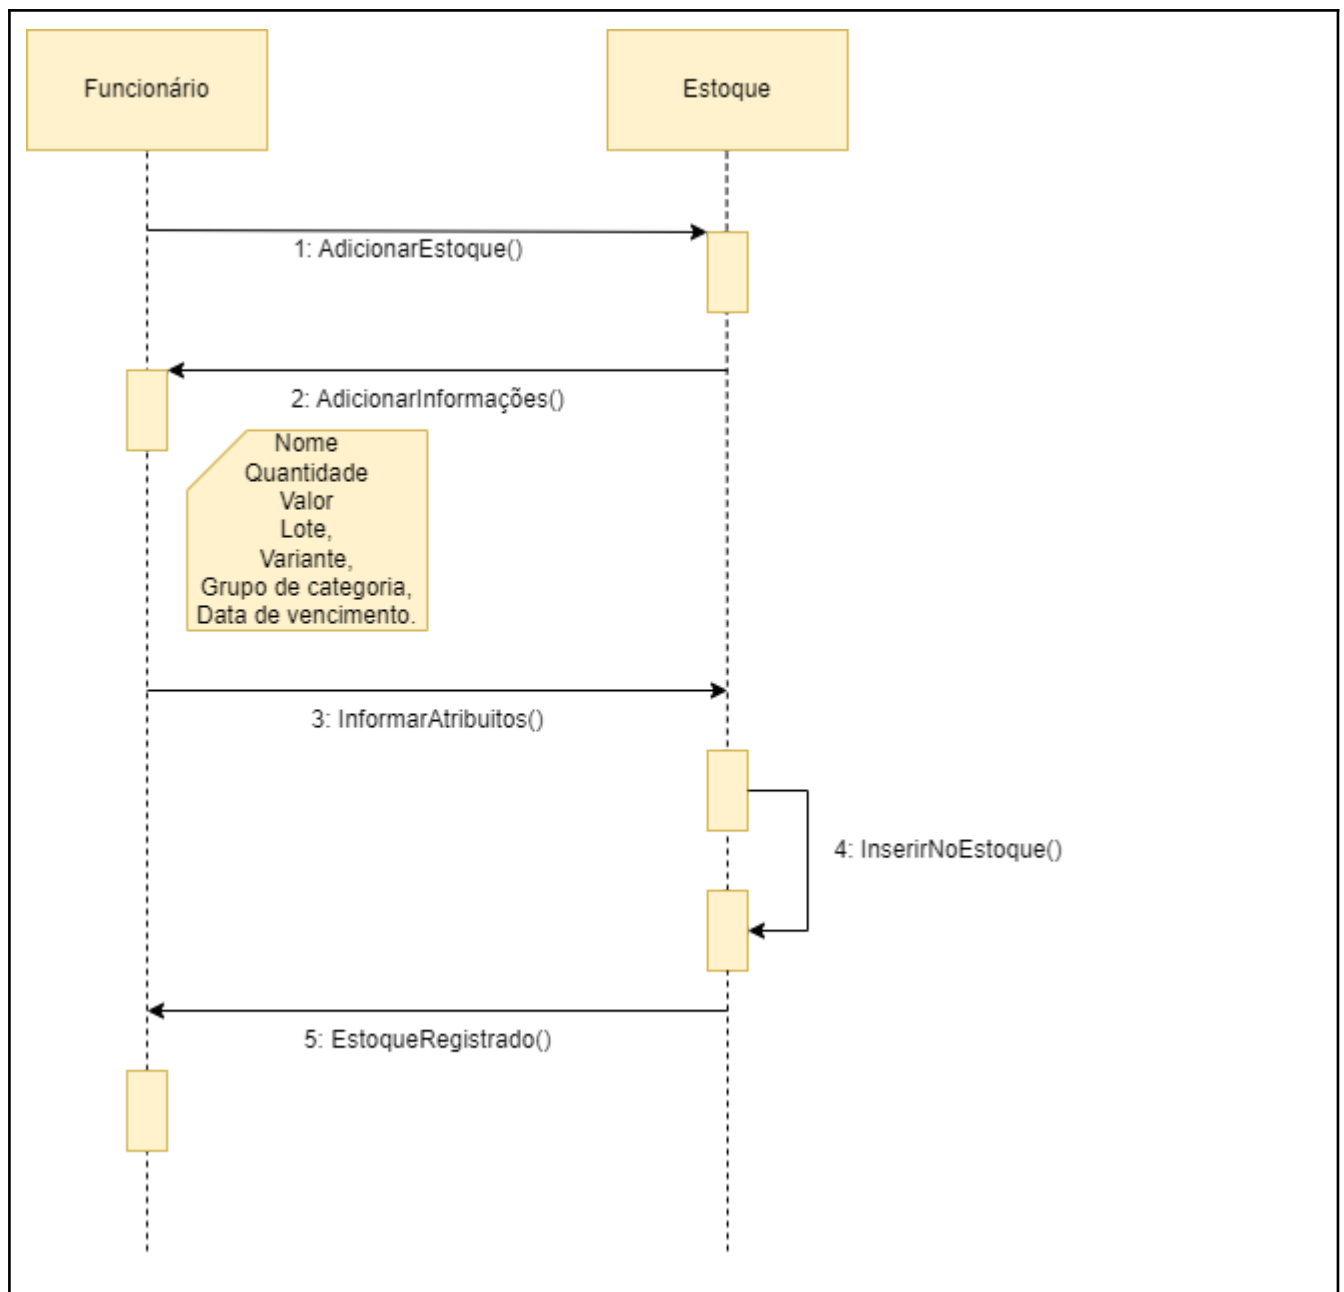 Funcionário
Estoque
1: AdicionarEstoque()
2: AdicionarInformações()
Nome
Quantidade
Valor
Lote,
Variante,
Grupo de categoria,
Data de vencimento.
3: InformarAtribuitos()
4: InserirNoEstoque()
5: EstoqueRegistrado()